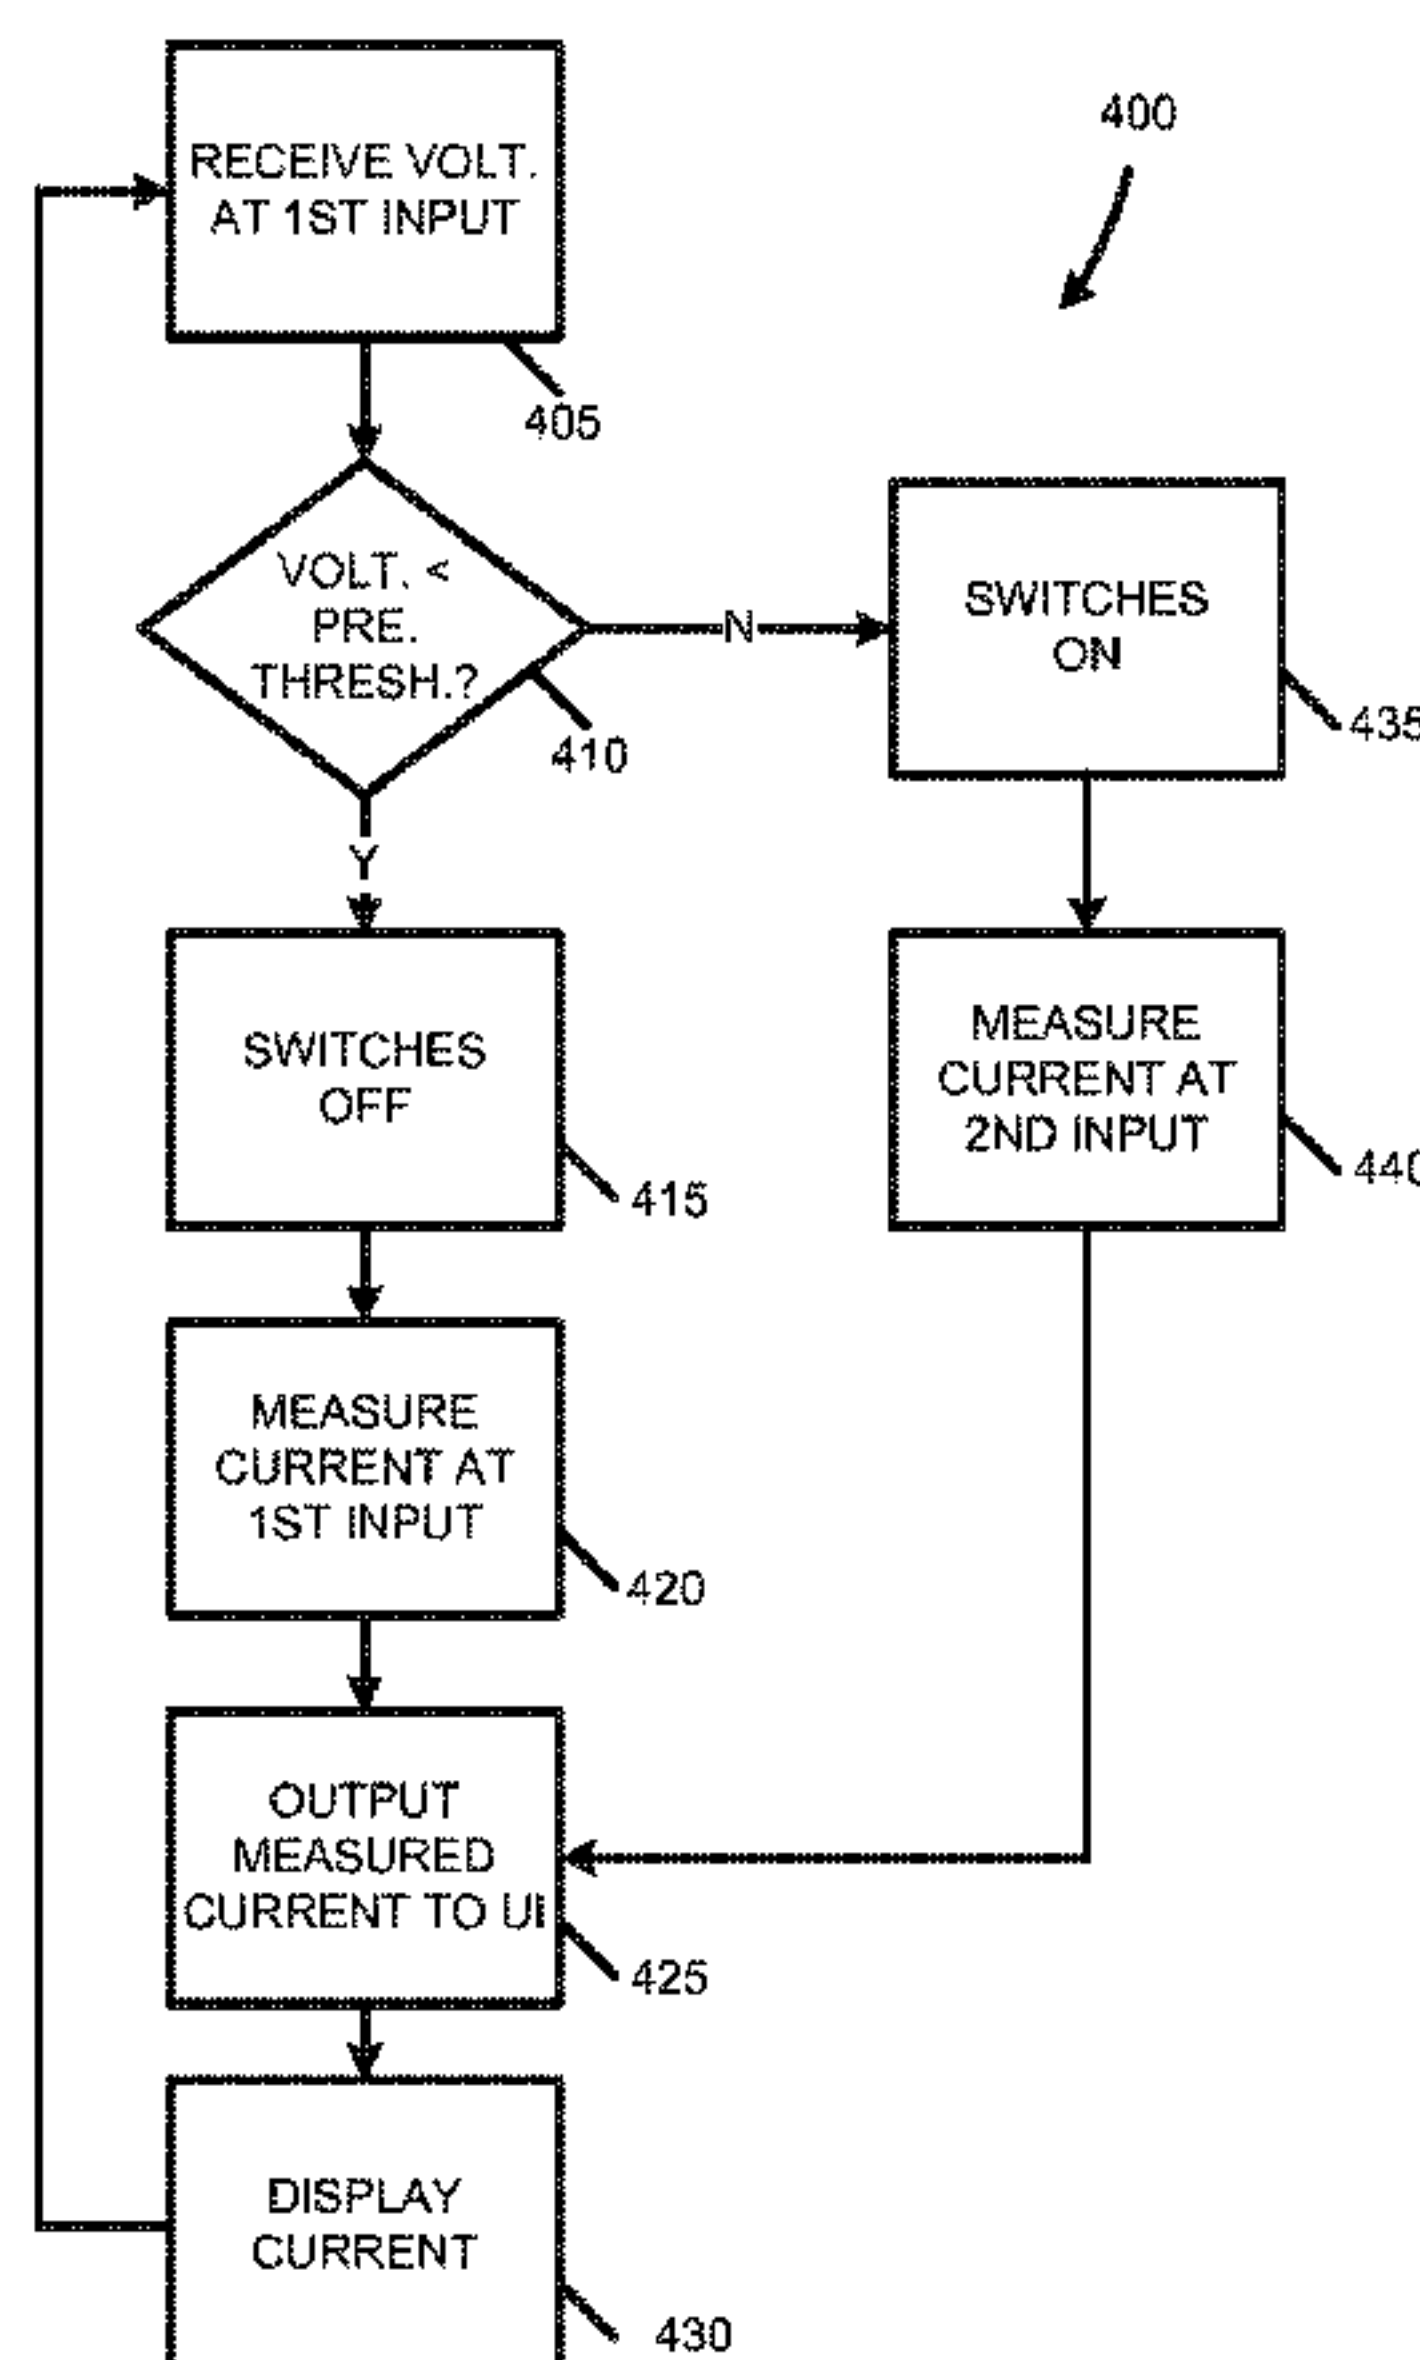 400
RECEIVE VOLT.
AT 1ST INPUT
405
VOLT. <
PRE.
THRESH.?
410
N
SWITCHES
ON
435
Y
SWITCHES
OFF
415
MEASURE
CURRENT AT
2ND INPUT
440
MEASURE
CURRENT AT
1ST INPUT
420
OUTPUT
MEASURED
CURRENT TO UI
425
DISPLAY
CURRENT
430